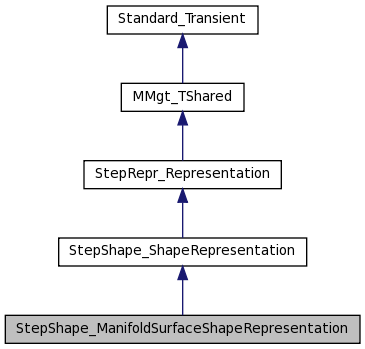 Standard_Transient
MMgt_TShared
StepRepr_Representation
StepShape_ShapeRepresentation
StepShape_ManifoldSurfaceShapeRepresentation